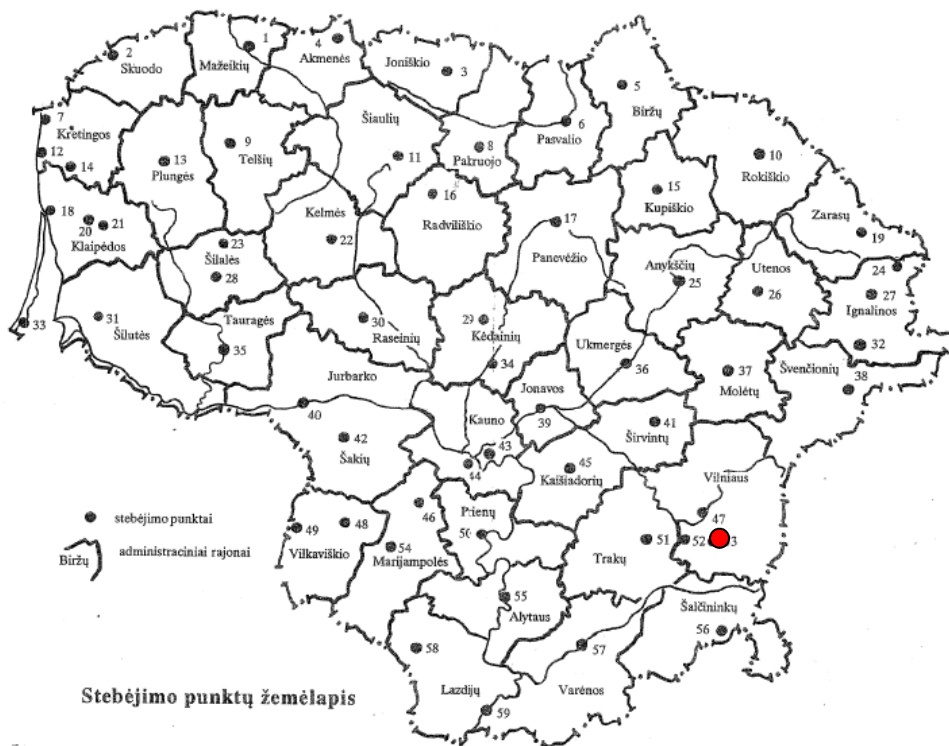 1
2
Skuodo
Mažeikių
4
Akmenės
Joniškio
3
5
Biržų
7
Kretingos
12
14
13
Plungės
9
Telšių
Šiaulių
11
8
Pakruojo
6
Pasvalio
10
Rokiškio
15
Kupiškio
16
Radviliškio
17
Panevėžio
Zarasų
19
18
20
21
Klaipėdos
23
Šilalės
28
Kelmės
22
Anykščių
25
Utenos
26
24
27
Ignalinos
33
31
Šilutės
Tauragės
35
30
Raseinių
29
Kėdainių
34
Ukmergės
36
37
Molėtų
32
Švenčionių
38
Jurbarko
40
Jonavos
39
Kauno
43
44
41
Širvintų
42
Šakių
45
Kaišiadorių
Vilniaus
47
46
Prienų
50
49
48
Vilkaviškio
54
Marijampolės
51
Trakų
52
3
stebėjimo punktai
Biržų
administraciniai rajonai
55
Alytaus
Šalčininkų
56
58
57
Lazdijų
Varėnos
59
Stebėjimo punktų žemėlapis